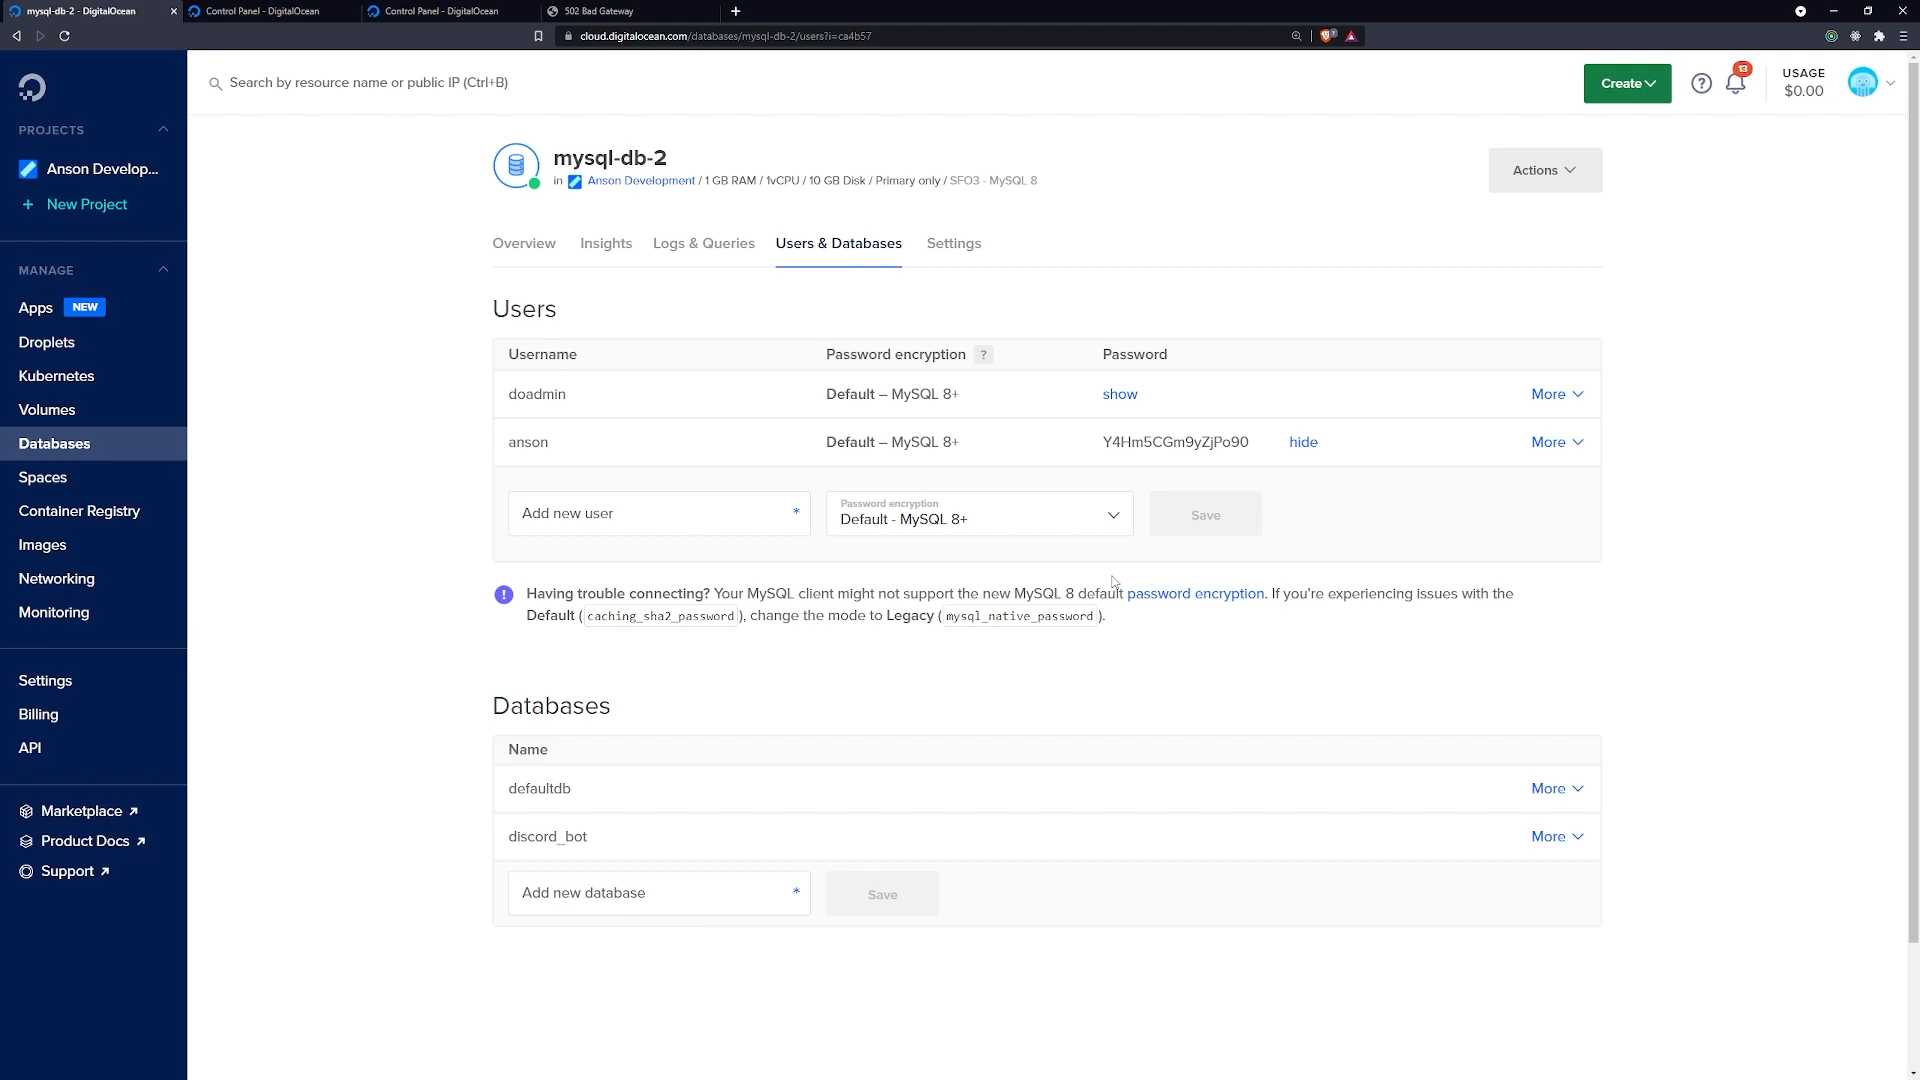 mysql-db-2 - DigitalOcean
Control Panel - DigitalOcean
Control Panel - DigitalOcean
502 Bad Gateway
cloud.digitalocean.com/databases/mysql-db-2/users?i=ca4b57
Search by resource name or public IP (Ctrl+B)
Create
?
13
USAGE
$0.00
PROJECTS
Anson Develop...
+ New Project
MANAGE
Apps NEW
Droplets
Kubernetes
Volumes
Databases
Spaces
Container Registry
Images
Networking
Monitoring
Settings
Billing
API
Marketplace
Product Docs
Support
mysql-db-2
in Anson Development / 1 GB RAM / 1vCPU / 10 GB Disk / Primary only / SFO3 - MySQL 8
Actions
Overview Insights Logs & Queries Users & Databases Settings
Users
Username Password encryption ? Password
doadmin Default – MySQL 8+ show More
anson Default – MySQL 8+ Y4Hm5CGm9yZjPo90 hide More
Add new user *
Password encryption
Default - MySQL 8+
Save
Having trouble connecting? Your MySQL client might not support the new MySQL 8 default password encryption. If you're experiencing issues with the
Default ( caching_sha2_password ), change the mode to Legacy ( mysql_native_password ).
Databases
Name
defaultdb More
discord_bot More
Add new database * Save